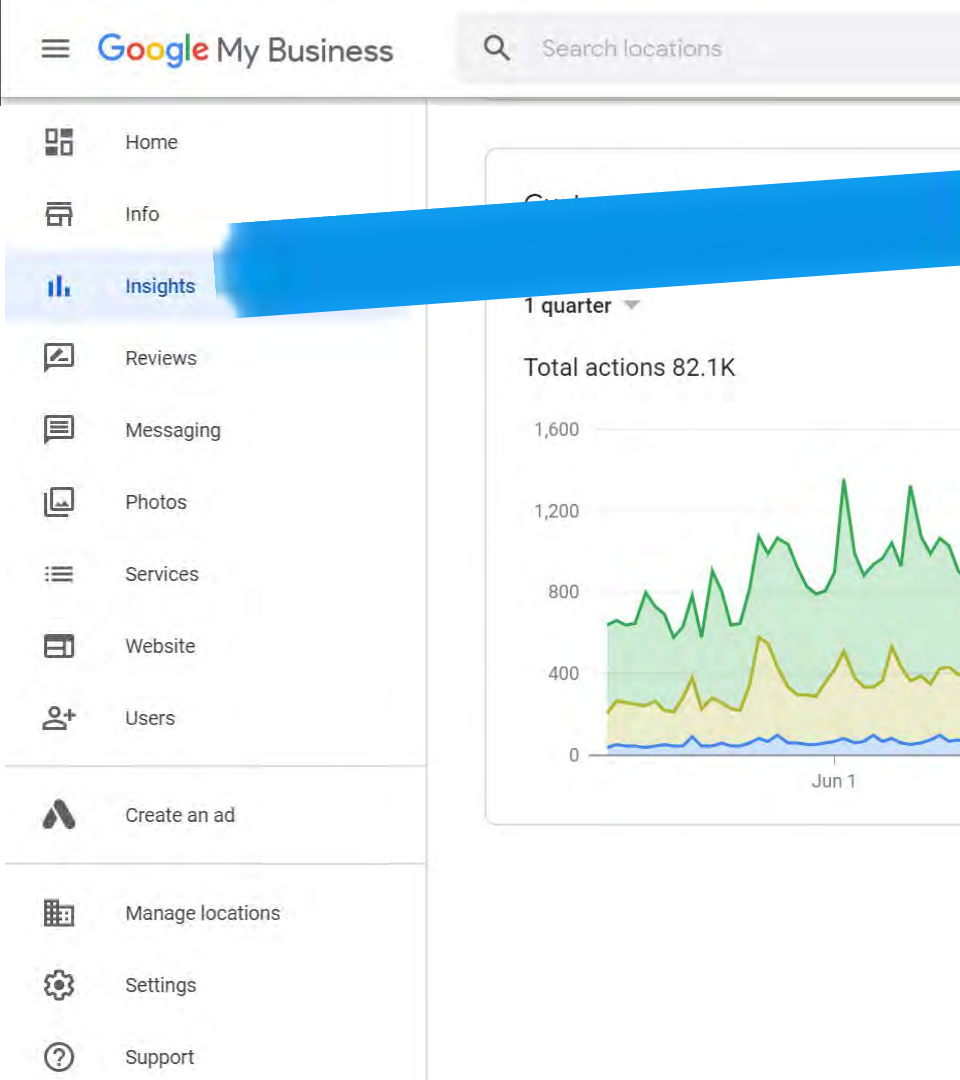 Google My Business
Search locations
Home
Info
Insights
Reviews
Messaging
Photos
Services
Website
Users
Create an ad
Manage locations
Settings
Support
1 quarter
Total actions 82.1K
1,600
1,200
800
400
0
Jun 1